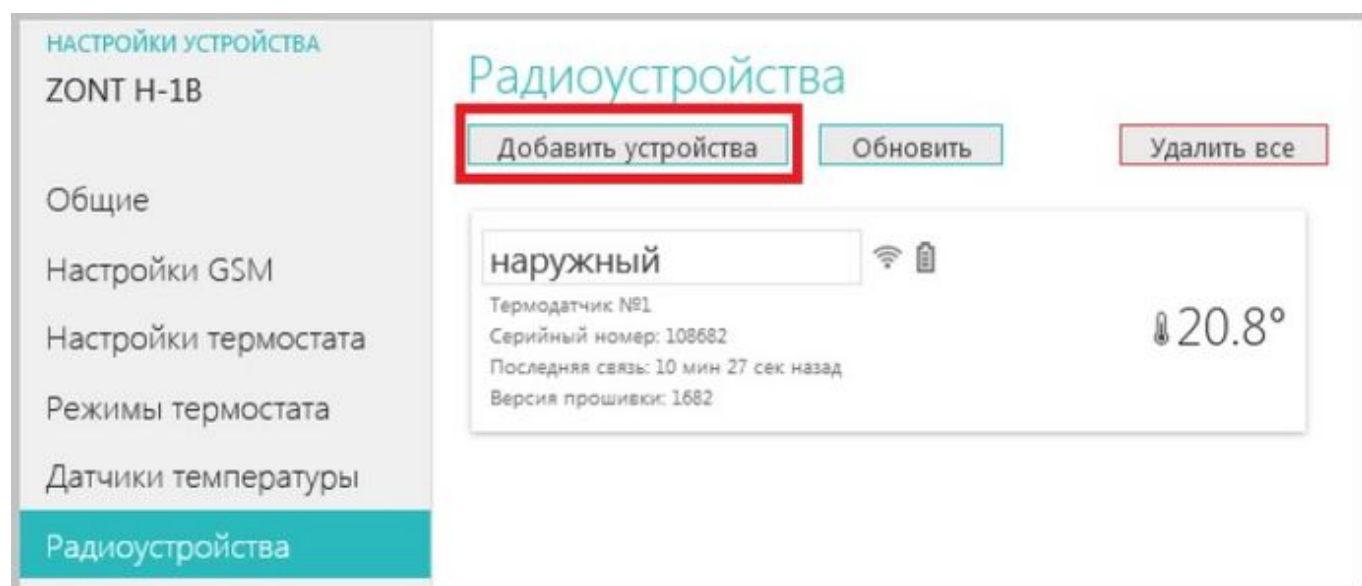 НАСТРОЙКИ УСТРОЙСТВА
ZONT H-1B
Общие
Настройки GSM
Настройки термостата
Режимы термостата
Датчики температуры
Радиоустройства
Радиоустройства
Добавить устройства
Обновить
Удалить все
наружный
Термодатчик №1
Серийный номер: 108682
Последняя связь: 10 мин 27 сек назад
Версия прошивки: 1682
20.8°